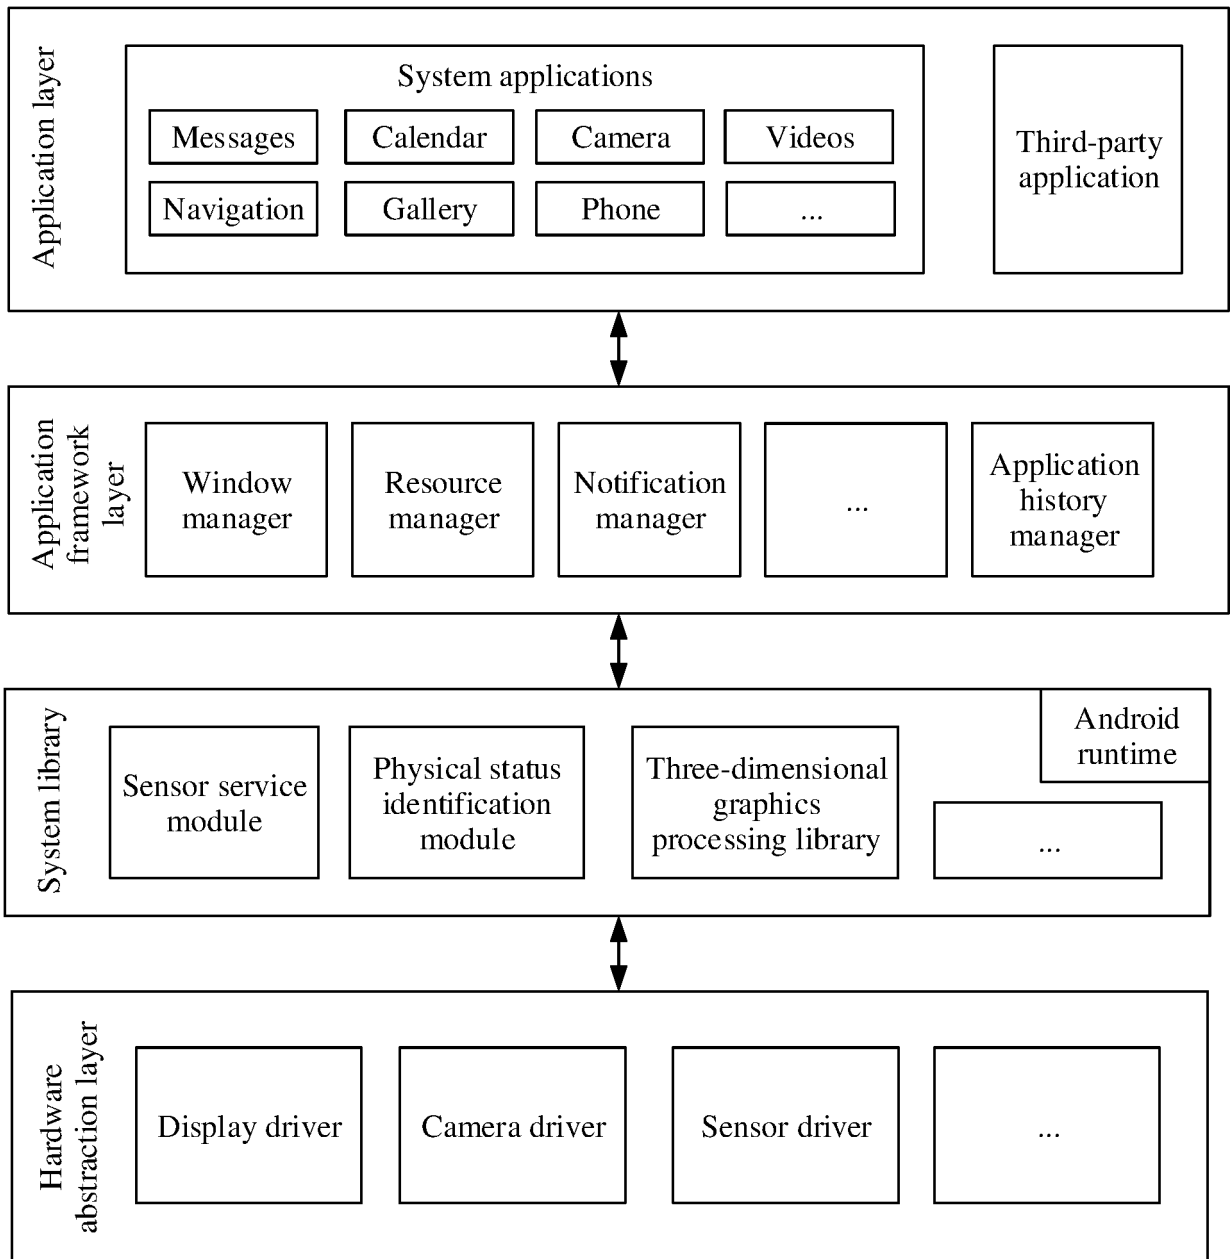 Application layer
System applications
Messages
Calendar
Camera
Videos
Navigation
Gallery
Phone
...
Third-party
application
Application
framework
layer
Window
manager
Resource
manager
Notification
manager
...
Application
history
manager
System library
Sensor service
module
Physical status
identification
module
Three-dimensional
graphics
processing library
Android
runtime
...
Hardware
abstraction layer
Display driver
Camera driver
Sensor driver
...